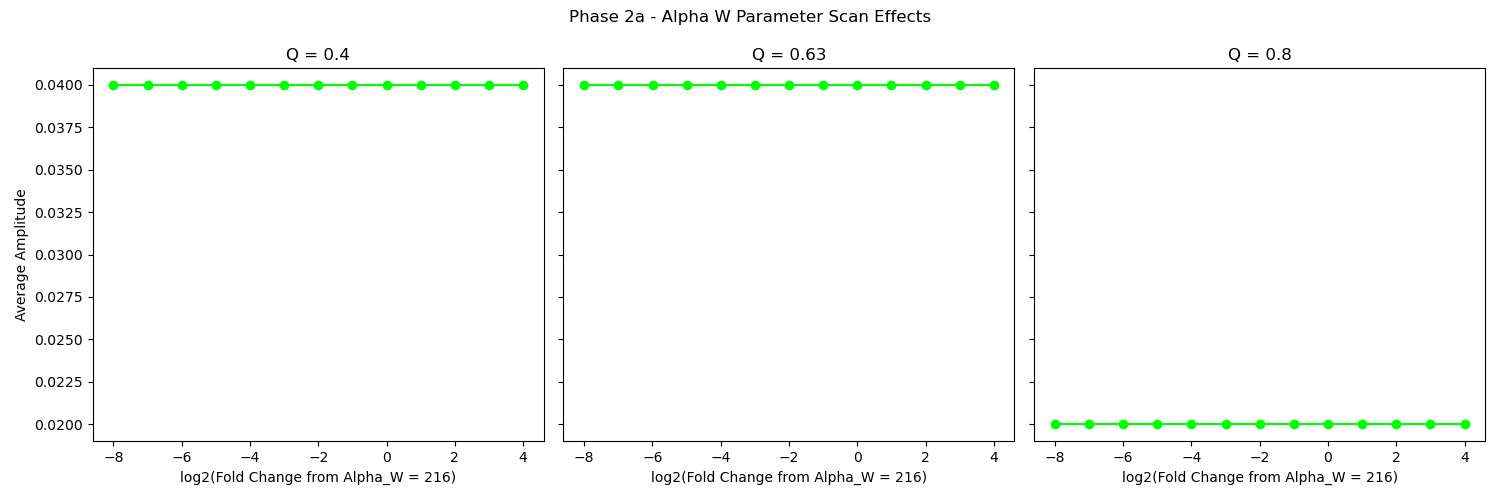 Phase 2a - Alpha W Parameter Scan Effects
Q = 0.4
Q = 0.63
Q = 0.8
0.0400
0.0375
0.0350
0.0325
0.0300
0.0275
0.0250
0.0225
0.0200
Average Amplitude
−8 −6 −4 −2 0 2 4
−8 −6 −4 −2 0 2 4
−8 −6 −4 −2 0 2 4
log2(Fold Change from Alpha_W = 216)
log2(Fold Change from Alpha_W = 216)
log2(Fold Change from Alpha_W = 216)